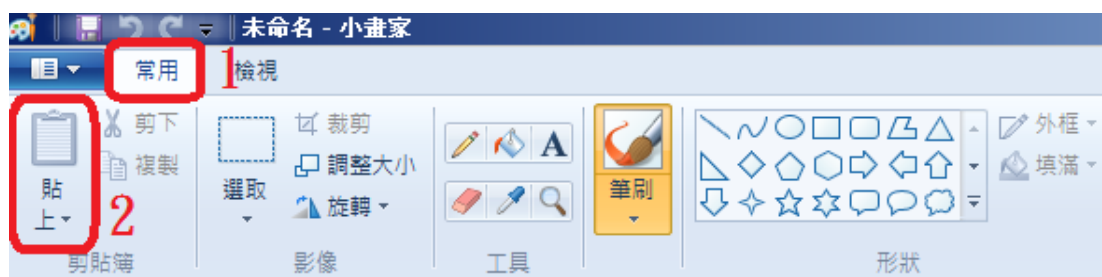 未命名 - 小畫家
常用 1 檢視
剪下
複製
貼上
2
裁剪
調整大小
選取
旋轉
A
筆刷
外框
填滿
剪貼簿
影像
工具
形狀